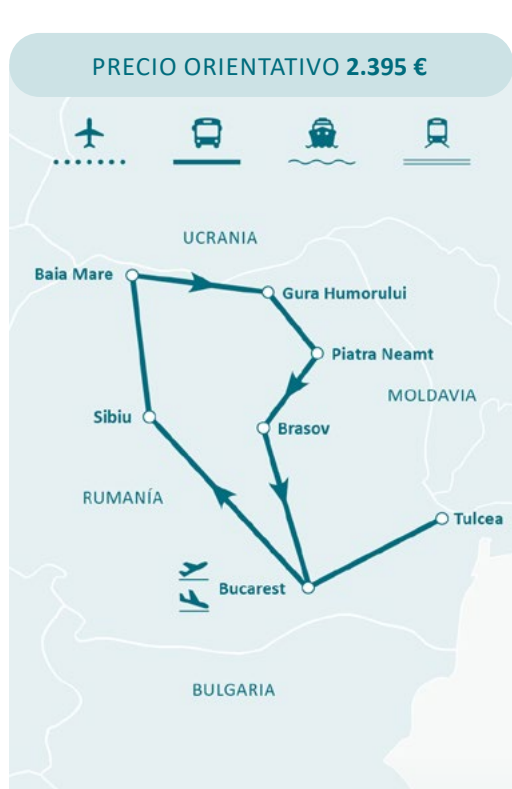 PRECIO ORIENTATIVO 2.395 €
UCRANIA
Baia Mare
Gura Humorului
Piatra Neamt
MOLDAVIA
Sibiu
Brasov
RUMANÍA
Tulcea
Bucarest
BULGARIA